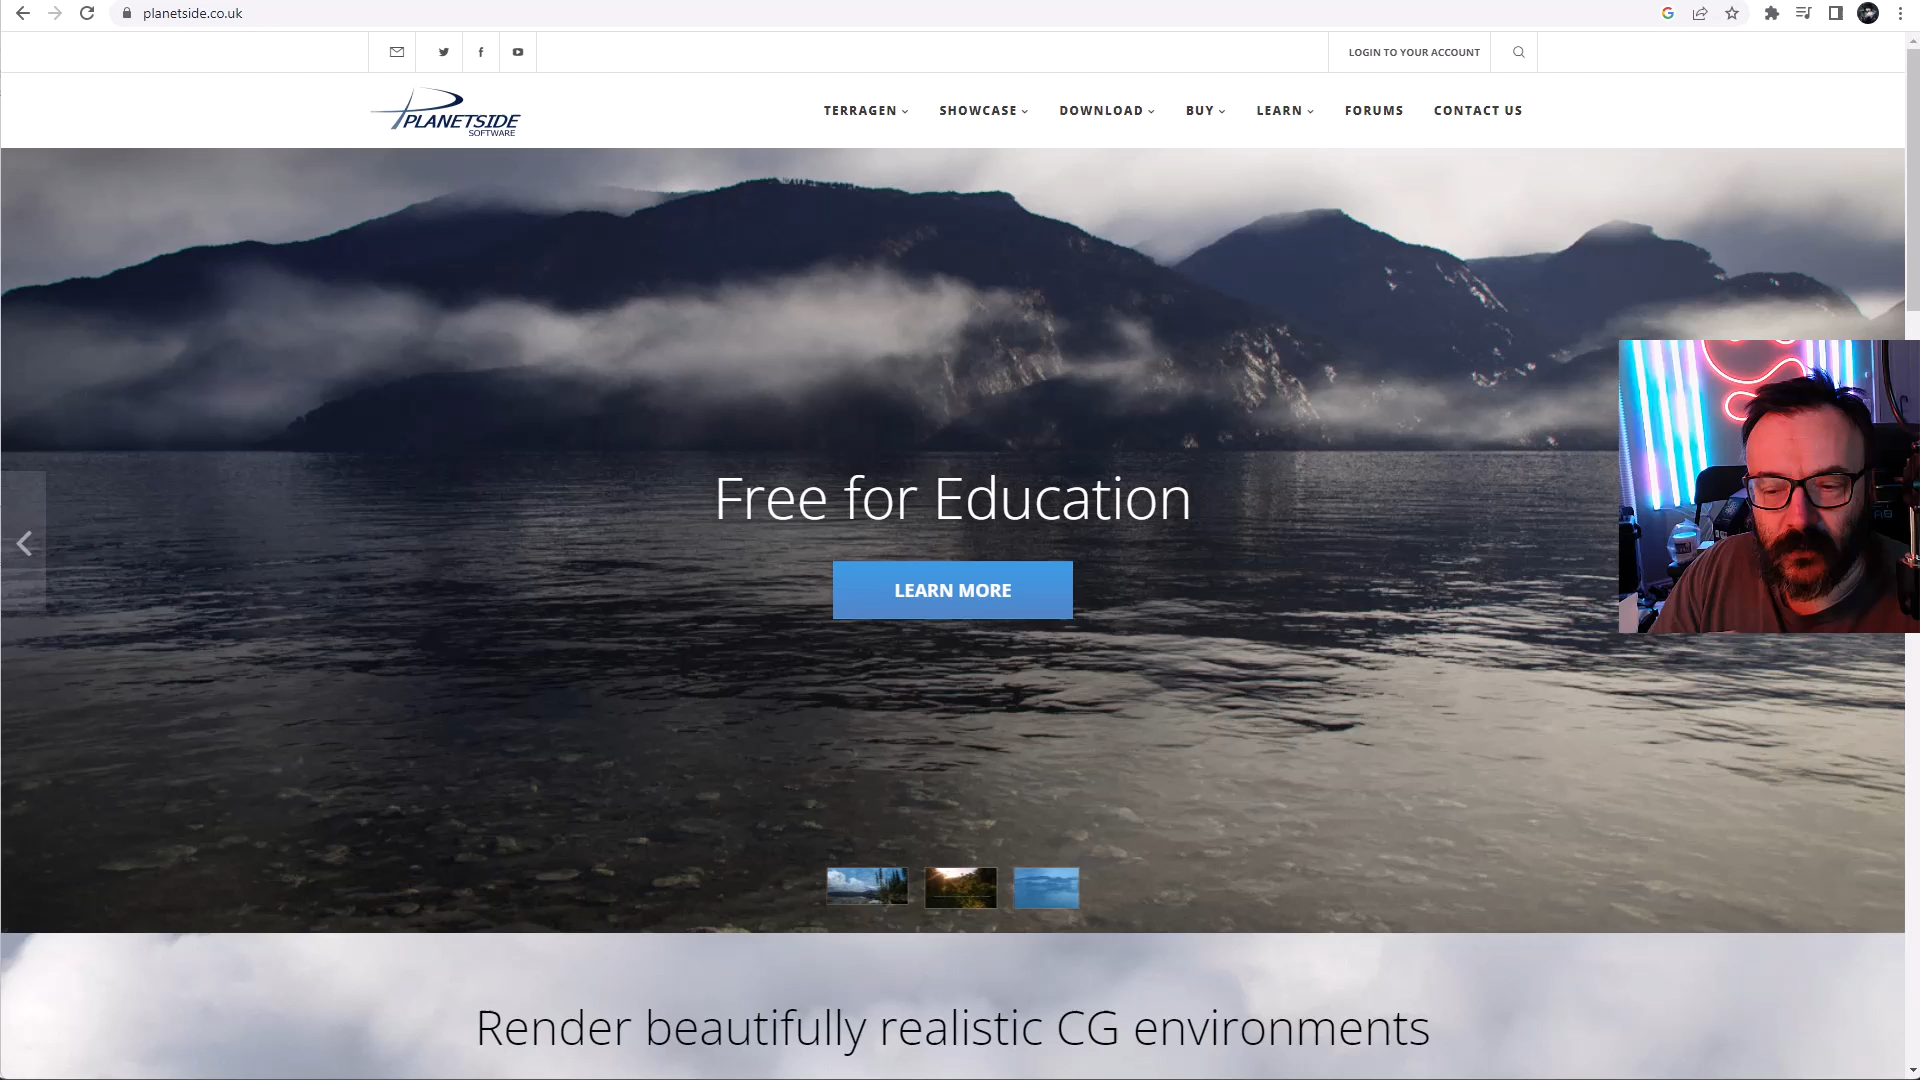 planetside.co.uk
LOGIN TO YOUR ACCOUNT
PLANETSIDE
SOFTWARE
TERRAGEN SHOWCASE DOWNLOAD BUY LEARN FORUMS CONTACT US
Free for Education
LEARN MORE
Render beautifully realistic CG environments